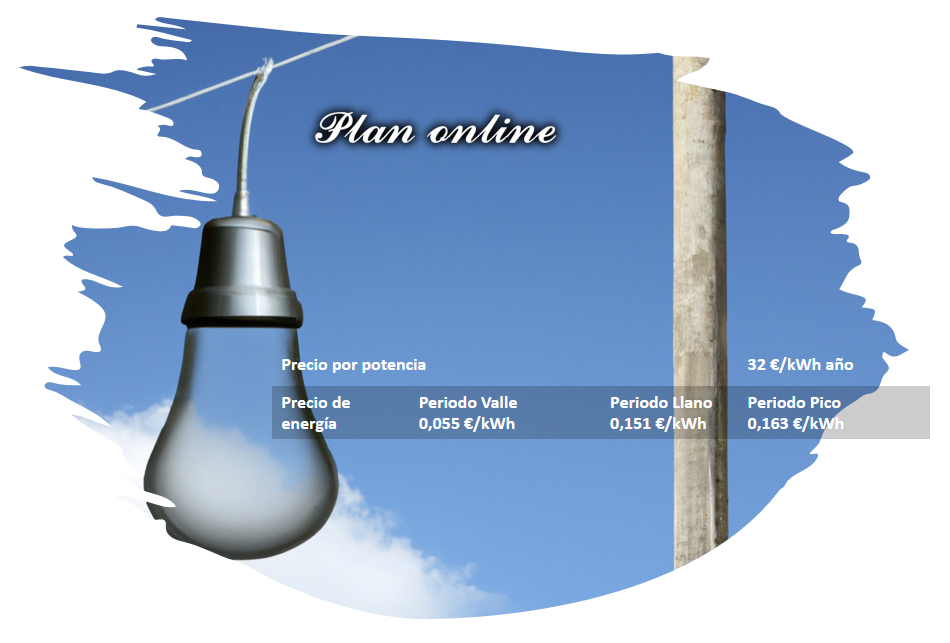 Plan online
Precio por potencia 32 €/kWh año
Precio de energía Periodo Valle 0,055 €/kWh Periodo Llano 0,151 €/kWh Periodo Pico 0,163 €/kWh